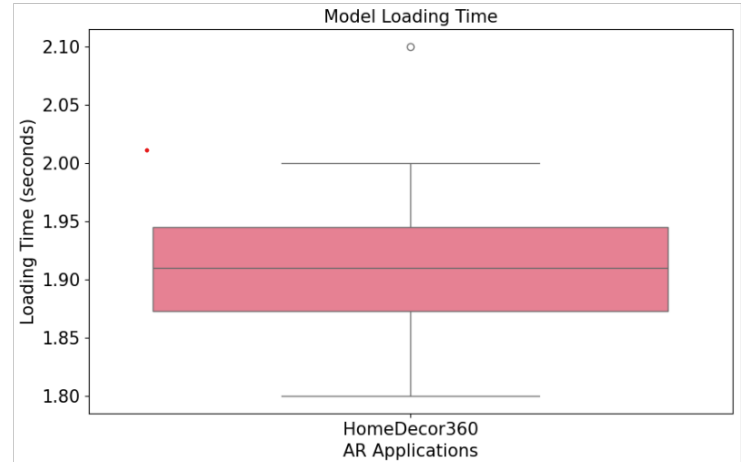 Model Loading Time
Loading Time (seconds)
2.10
2.05
2.00
1.95
1.90
1.85
1.80
HomeDecor360
AR Applications